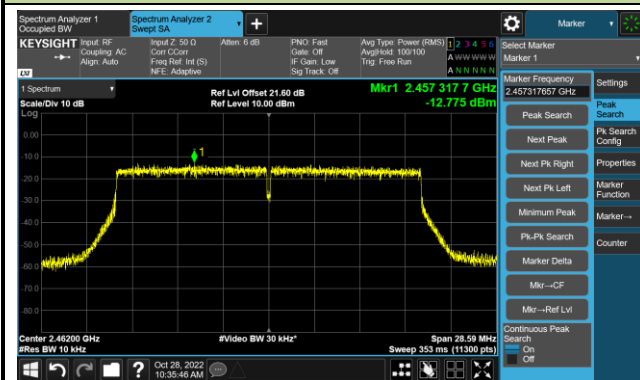 Spectrum Analyzer 1
Occupied BW
Spectrum Analyzer 2
Swept SA
Marker
KEYSIGHT
Input: RF
Coupling: AC
Align: Auto
Input Z: 50 Ω
Corr CCorr
Freq Ref: Int (S)
NFE: Adaptive
Atten: 6 dB
PNO: Fast
Gate: Off
IF Gain: Low
Sig Track: Off
Avg Type: Power (RMS)
Avg|Hold: 100/100
Trig: Free Run
1 2 3 4 5 6
A W W W W W
A N N N N N
Select Marker
Marker 1
LXI
1 Spectrum
Scale/Div 10 dB
Log
Ref Lvl Offset 21.60 dB
Ref Level 10.00 dBm
Mkr1 2.457 317 7 GHz
-12.775 dBm
0.00
-10.0
-20.0
-30.0
-40.0
-50.0
-60.0
-70.0
-80.0
1
Center 2.46200 GHz
#Res BW 10 kHz
#Video BW 30 kHz*
Span 28.59 MHz
Sweep 353 ms (11300 pts)
Marker Frequency
2.457317657 GHz
Peak Search
Next Peak
Next Pk Right
Next Pk Left
Minimum Peak
Pk-Pk Search
Marker Delta
Mkr→CF
Mkr→Ref Lvl
Continuous Peak
Search
On
Off
Settings
Peak
Search
Pk Search
Config
Properties
Marker
Function
Marker→
Counter
Oct 28, 2022
10:35:46 AM